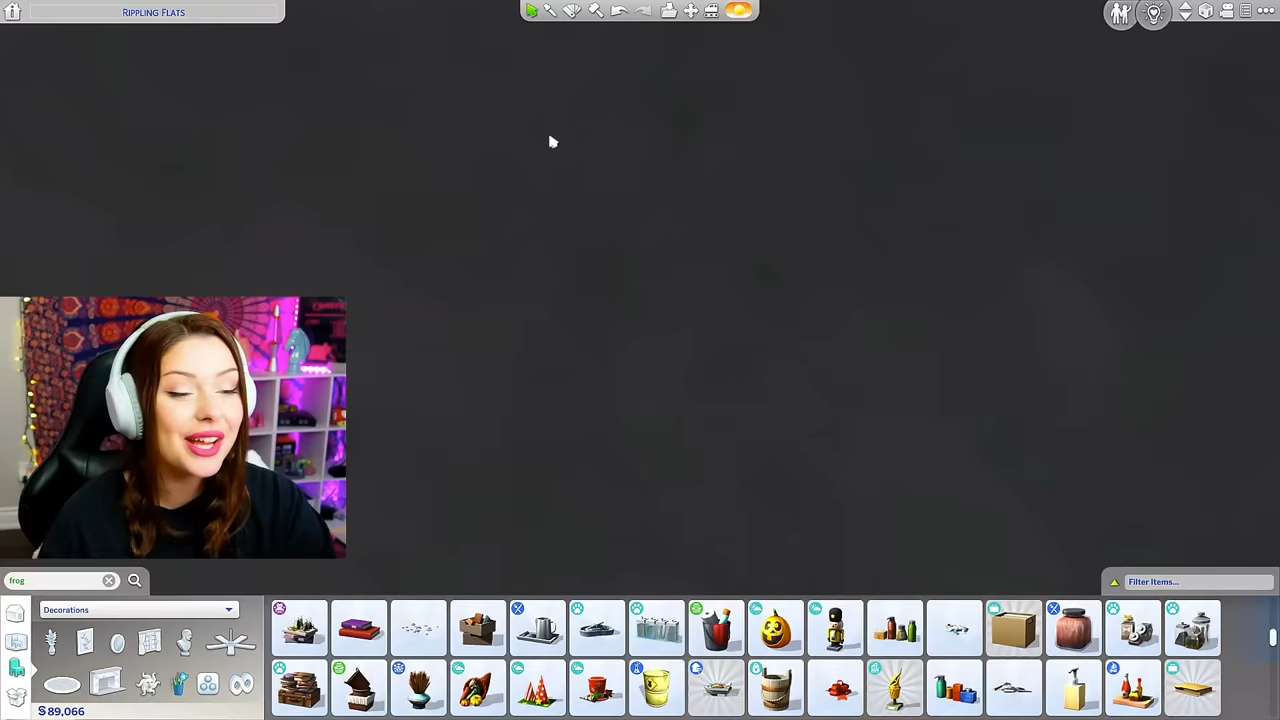 RIPPLING FLATS
frog
Filter Items...
Decorations
§89,066